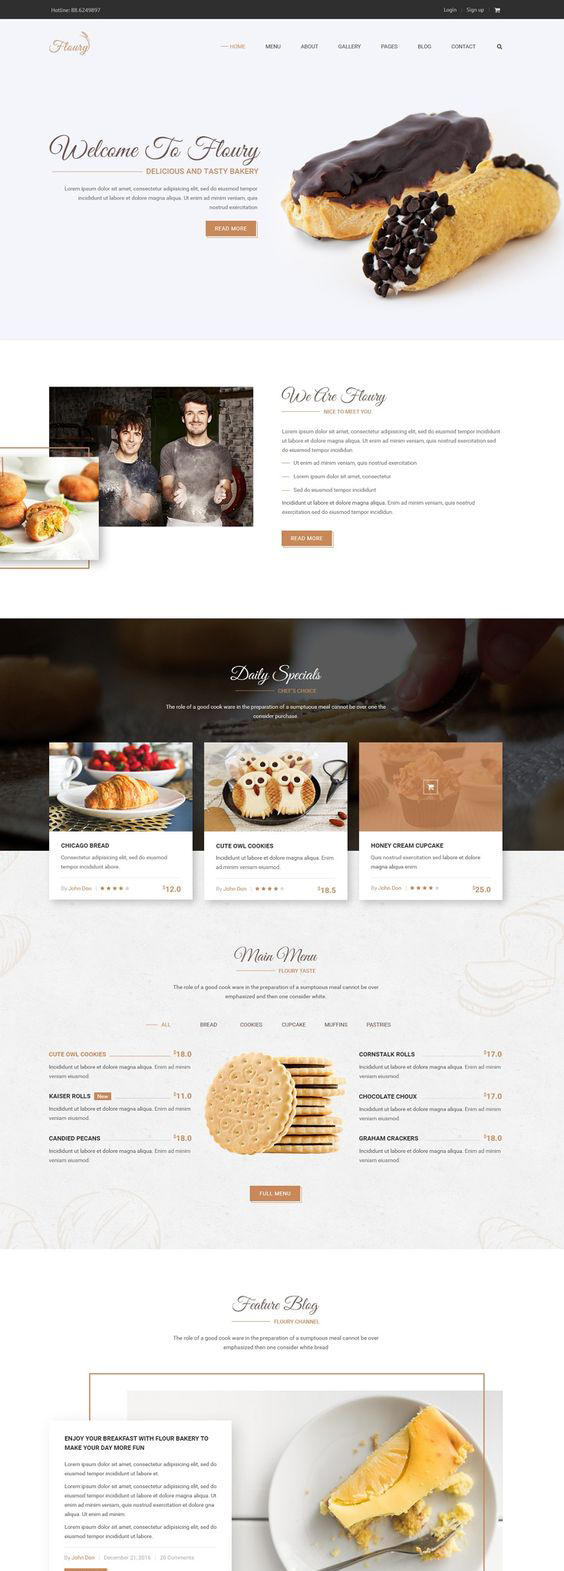 Hotline: 88.6249897
Login | Sign up
Floury
HOME MENU ABOUT GALLERY PAGES BLOG CONTACT
Welcome To Floury
DELICIOUS AND TASTY BAKERY
Lorem ipsum dolor sit amet, consectetur adipisicing elit, sed do eiusmod tempor
incididunt ut labore et dolore magna aliqua. Ut enim ad minim veniam, quis
nostrud exercitation
READ MORE
We Are Floury
NICE TO MEET YOU
Lorem ipsum dolor sit amet, consectetur adipisicing elit, sed do eiusmod tempor incididunt
ut labore et dolore magna aliqua. Ut enim ad minim veniam, quis nostrud exercitation sed
do eiusmod tempor incididun.
Ut enim ad minim veniam, quis nostrud exercitation
Lorem ipsum dolor sit amet, consectetur
Sed do eiusmod tempor incididunt
Incididunt ut labore et dolore magna aliqua. Enim ad minim veniam, quis nostrud
exercitation sed do eiusmod tempor incididun.
READ MORE
Daily Specials
CHEF'S CHOICE
The role of a good cook ware in the preparation of a sumptuous meal cannot be over one the
consider purchase.
CHICAGO BREAD
Consectetur adipisicing elit, sed do eiusmod
tempor incididunt above.
By John Don | $12.0
CUTE OWL COOKIES
Incididunt ut labore et dolore magna aliqua. Enim
ad minim veniam eiusmod.
By John Don | $18.5
HONEY CREAM CUPCAKE
Quis nostrud exercitation sed labore et dolore
magna aliqua enim.
By John Don | $25.0
Main Menu
FLOURY TASTE
The role of a good cook ware in the preparation of a sumptuous meal cannot be over
emphasized and then one consider white.
ALL BREAD COOKIES CUPCAKE MUFFINS PASTRIES
CUTE OWL COOKIES $18.0
Incididunt ut labore et dolore magna aliqua. Enim ad minim
veniam eiusmod.
KAISER ROLLS New $11.0
Incididunt ut labore et dolore magna aliqua. Enim ad minim
veniam eiusmod.
CANDIED PECANS $18.0
Incididunt ut labore et dolore magna aliqua. Enim ad minim
veniam eiusmod.
CORNSTALK ROLLS $17.0
Incididunt ut labore et dolore magna aliqua. Enim ad minim
veniam eiusmod.
CHOCOLATE CHOUX $17.0
Incididunt ut labore et dolore magna aliqua. Enim ad minim
veniam eiusmod.
GRAHAM CRACKERS $18.0
Incididunt ut labore et dolore magna aliqua. Enim ad minim
veniam eiusmod.
FULL MENU
Feature Blog
FLOURY CHANNEL
The role of a good cook ware in the preparation of a sumptuous meal cannot be over
emphasized then one consider white bread
ENJOY YOUR BREAKFAST WITH FLOUR BAKERY TO
MAKE YOUR DAY MORE FUN
Lorem ipsum dolor sit amet, consectetur adipisicing elit, sed do
eiusmod tempor incididunt ut labore et.
Lorem ipsum dolor sit amet, consectetur adipisicing elit, sed do
eiusmod tempor incididunt ut labore et dolore magna aliqua. Ut
enim ad minim veniam, quis nostrud exercitation et dolore gna
aliqua. Ut enim ad minim.
Lorem ipsum dolor sit amet, consectetur adipisicing elit, sed do
eiusmod tempor incididunt ut labore.
By John Don | December 21, 2016 | 20 Comments